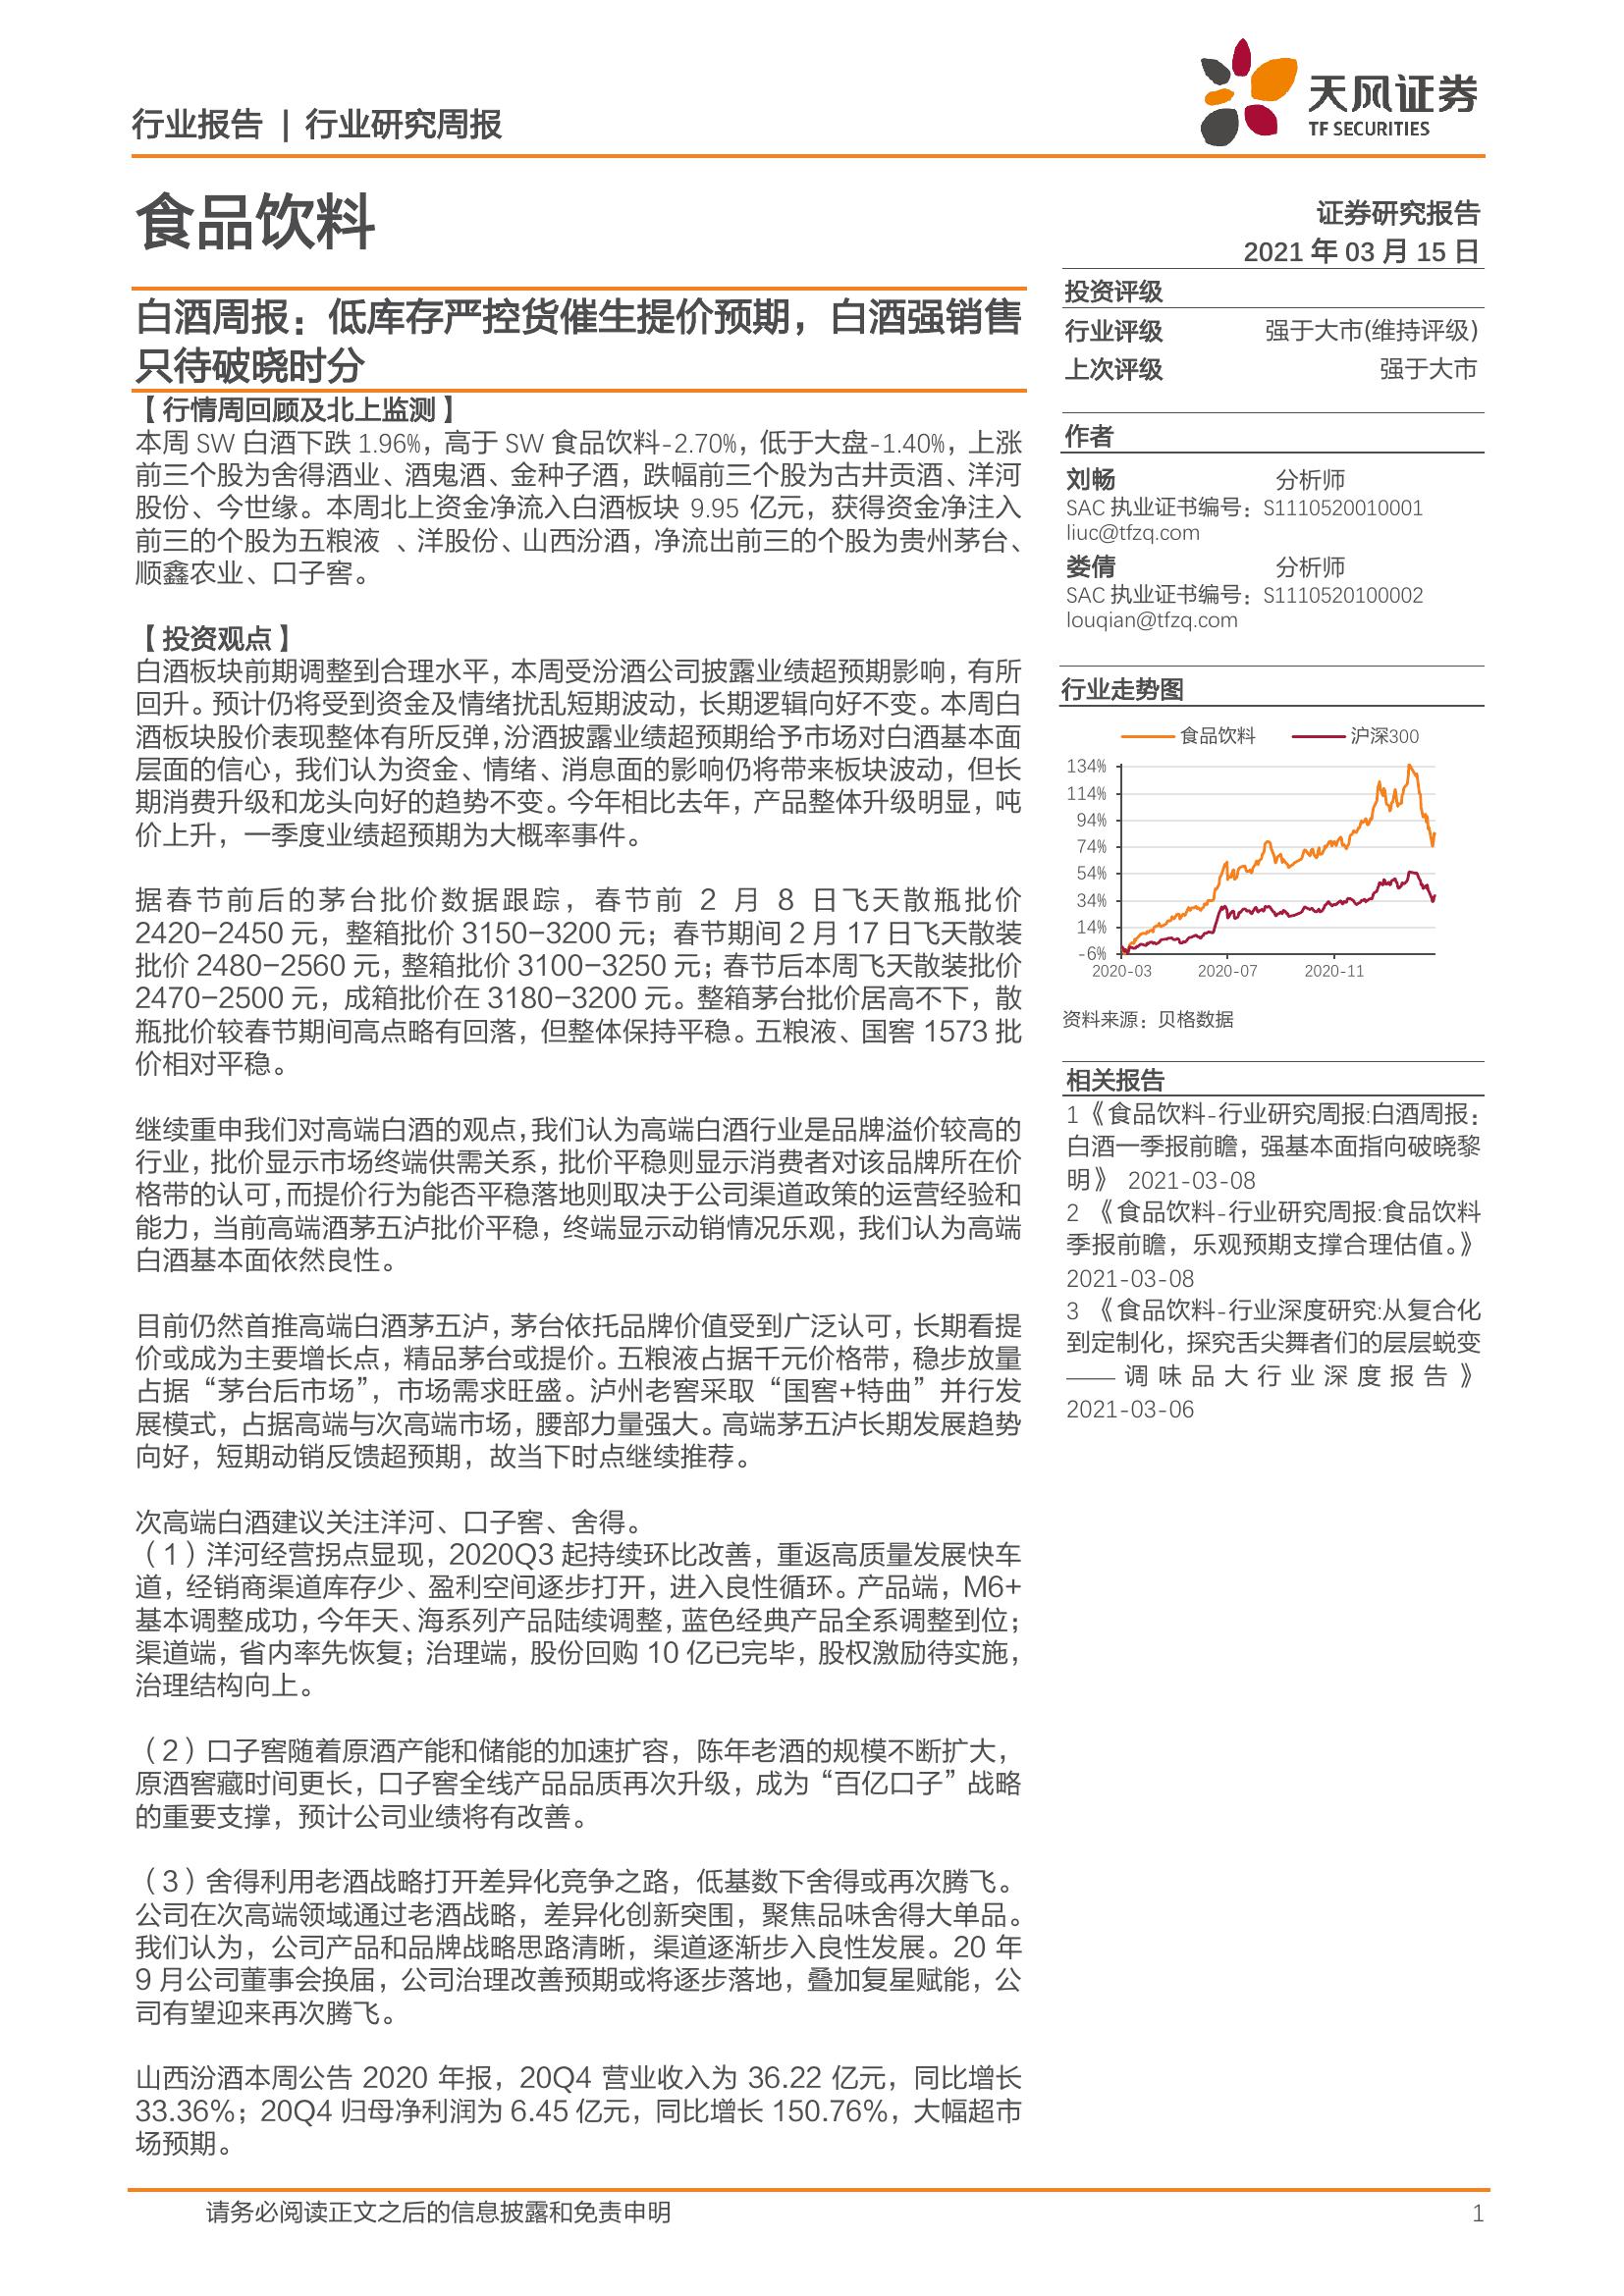 天风证券
TF SECURITIES
行业报告 | 行业研究周报
食品饮料
证券研究报告
2021 年 03 月 15 日
白酒周报：低库存严控货催生提价预期，白酒强销售
只待破晓时分
【行情周回顾及北上监测】
本周 SW 白酒下跌 1.96%，高于 SW 食品饮料-2.70%，低于大盘-1.40%，上涨
前三个股为舍得酒业、酒鬼酒、金种子酒，跌幅前三个股为古井贡酒、洋河
股份、今世缘。本周北上资金净流入白酒板块 9.95 亿元，获得资金净注入
前三的个股为五粮液 、洋股份、山西汾酒，净流出前三的个股为贵州茅台、
顺鑫农业、口子窖。
【投资观点】
白酒板块前期调整到合理水平，本周受汾酒公司披露业绩超预期影响，有所
回升。预计仍将受到资金及情绪扰乱短期波动，长期逻辑向好不变。本周白
酒板块股价表现整体有所反弹，汾酒披露业绩超预期给予市场对白酒基本面
层面的信心，我们认为资金、情绪、消息面的影响仍将带来板块波动，但长
期消费升级和龙头向好的趋势不变。今年相比去年，产品整体升级明显，吨
价上升，一季度业绩超预期为大概率事件。
据春节前后的茅台批价数据跟踪，春节前 2 月 8 日飞天散瓶批价
2420-2450 元，整箱批价 3150-3200 元；春节期间 2 月 17 日飞天散装
批价 2480-2560 元，整箱批价 3100-3250 元；春节后本周飞天散装批价
2470-2500 元，成箱批价在 3180-3200 元。整箱茅台批价居高不下，散
瓶批价较春节期间高点略有回落，但整体保持平稳。五粮液、国窖 1573 批
价相对平稳。
继续重申我们对高端白酒的观点，我们认为高端白酒行业是品牌溢价较高的
行业，批价显示市场终端供需关系，批价平稳则显示消费者对该品牌所在价
格带的认可，而提价行为能否平稳落地则取决于公司渠道政策的运营经验和
能力，当前高端酒茅五泸批价平稳，终端显示动销情况乐观，我们认为高端
白酒基本面依然良性。
目前仍然首推高端白酒茅五泸，茅台依托品牌价值受到广泛认可，长期看提
价或成为主要增长点，精品茅台或提价。五粮液占据千元价格带，稳步放量
占据“茅台后市场”，市场需求旺盛。泸州老窖采取“国窖+特曲”并行发
展模式，占据高端与次高端市场，腰部力量强大。高端茅五泸长期发展趋势
向好，短期动销反馈超预期，故当下时点继续推荐。
次高端白酒建议关注洋河、口子窖、舍得。
（1）洋河经营拐点显现，2020Q3 起持续环比改善，重返高质量发展快车
道，经销商渠道库存少、盈利空间逐步打开，进入良性循环。产品端，M6+
基本调整成功，今年天、海系列产品陆续调整，蓝色经典产品全系调整到位；
渠道端，省内率先恢复；治理端，股份回购 10 亿已完毕，股权激励待实施，
治理结构向上。
（2）口子窖随着原酒产能和储能的加速扩容，陈年老酒的规模不断扩大，
原酒窖藏时间更长，口子窖全线产品品质再次升级，成为“百亿口子”战略
的重要支撑，预计公司业绩将有改善。
（3）舍得利用老酒战略打开差异化竞争之路，低基数下舍得或再次腾飞。
公司在次高端领域通过老酒战略，差异化创新突围，聚焦品味舍得大单品。
我们认为，公司产品和品牌战略思路清晰，渠道逐渐步入良性发展。20 年
9 月公司董事会换届，公司治理改善预期或将逐步落地，叠加复星赋能，公
司有望迎来再次腾飞。
山西汾酒本周公告 2020 年报，20Q4 营业收入为 36.22 亿元，同比增长
33.36%；20Q4 归母净利润为 6.45 亿元，同比增长 150.76%，大幅超市
场预期。
投资评级
行业评级 强于大市(维持评级)
上次评级 强于大市
作者
刘畅 分析师
SAC 执业证书编号：S1110520010001
liuc@tfzq.com
娄倩 分析师
SAC 执业证书编号：S1110520100002
louqian@tfzq.com
行业走势图
食品饮料 沪深300
134%
114%
94%
74%
54%
34%
14%
-6%
2020-03 2020-07 2020-11
资料来源：贝格数据
相关报告
1 《食品饮料-行业研究周报:白酒周报：
白酒一季报前瞻，强基本面指向破晓黎
明》 2021-03-08
2 《食品饮料-行业研究周报:食品饮料
季报前瞻，乐观预期支撑合理估值。》
2021-03-08
3 《食品饮料-行业深度研究:从复合化
到定制化，探究舌尖舞者们的层层蜕变
——调味品大行业深度报告》
2021-03-06
请务必阅读正文之后的信息披露和免责申明 1